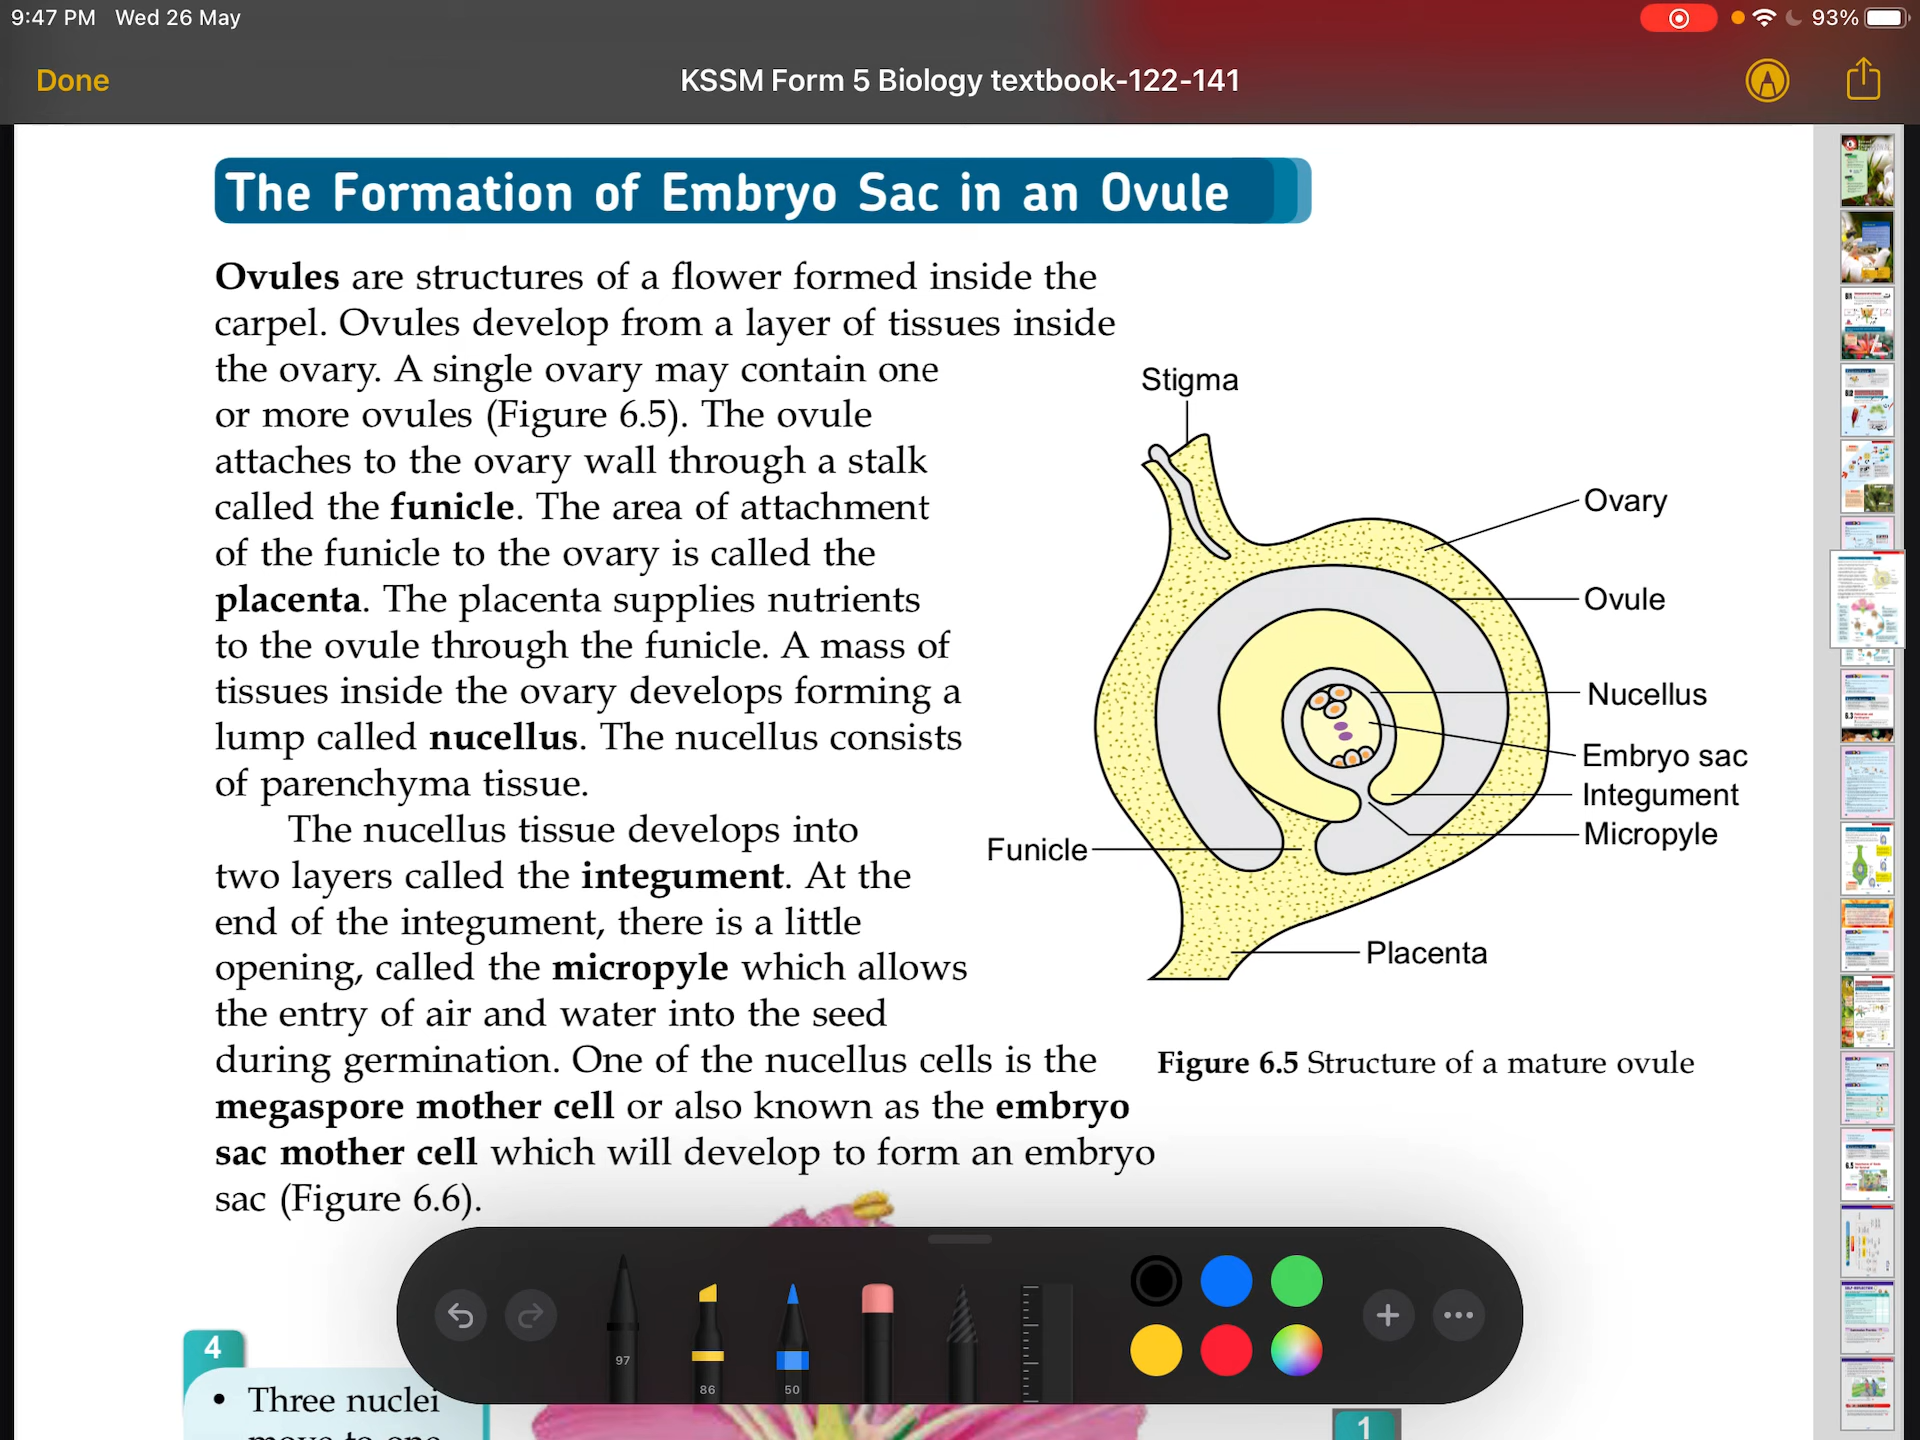 9:47 PM Wed 26 May
93%
Done
KSSM Form 5 Biology textbook-122-141
The Formation of Embryo Sac in an Ovule
Ovules are structures of a flower formed inside the
carpel. Ovules develop from a layer of tissues inside
the ovary. A single ovary may contain one
or more ovules (Figure 6.5). The ovule
attaches to the ovary wall through a stalk
called the funicle. The area of attachment
of the funicle to the ovary is called the
placenta. The placenta supplies nutrients
to the ovule through the funicle. A mass of
tissues inside the ovary develops forming a
lump called nucellus. The nucellus consists
of parenchyma tissue.
The nucellus tissue develops into
two layers called the integument. At the
end of the integument, there is a little
opening, called the micropyle which allows
the entry of air and water into the seed
during germination. One of the nucellus cells is the
megaspore mother cell or also known as the embryo
sac mother cell which will develop to form an embryo
sac (Figure 6.6).
Stigma
Ovary
Ovule
Nucellus
Embryo sac
Integument
Micropyle
Funicle
Placenta
Figure 6.5 Structure of a mature ovule
97
86
50
4
• Three nuclei
move to one
1